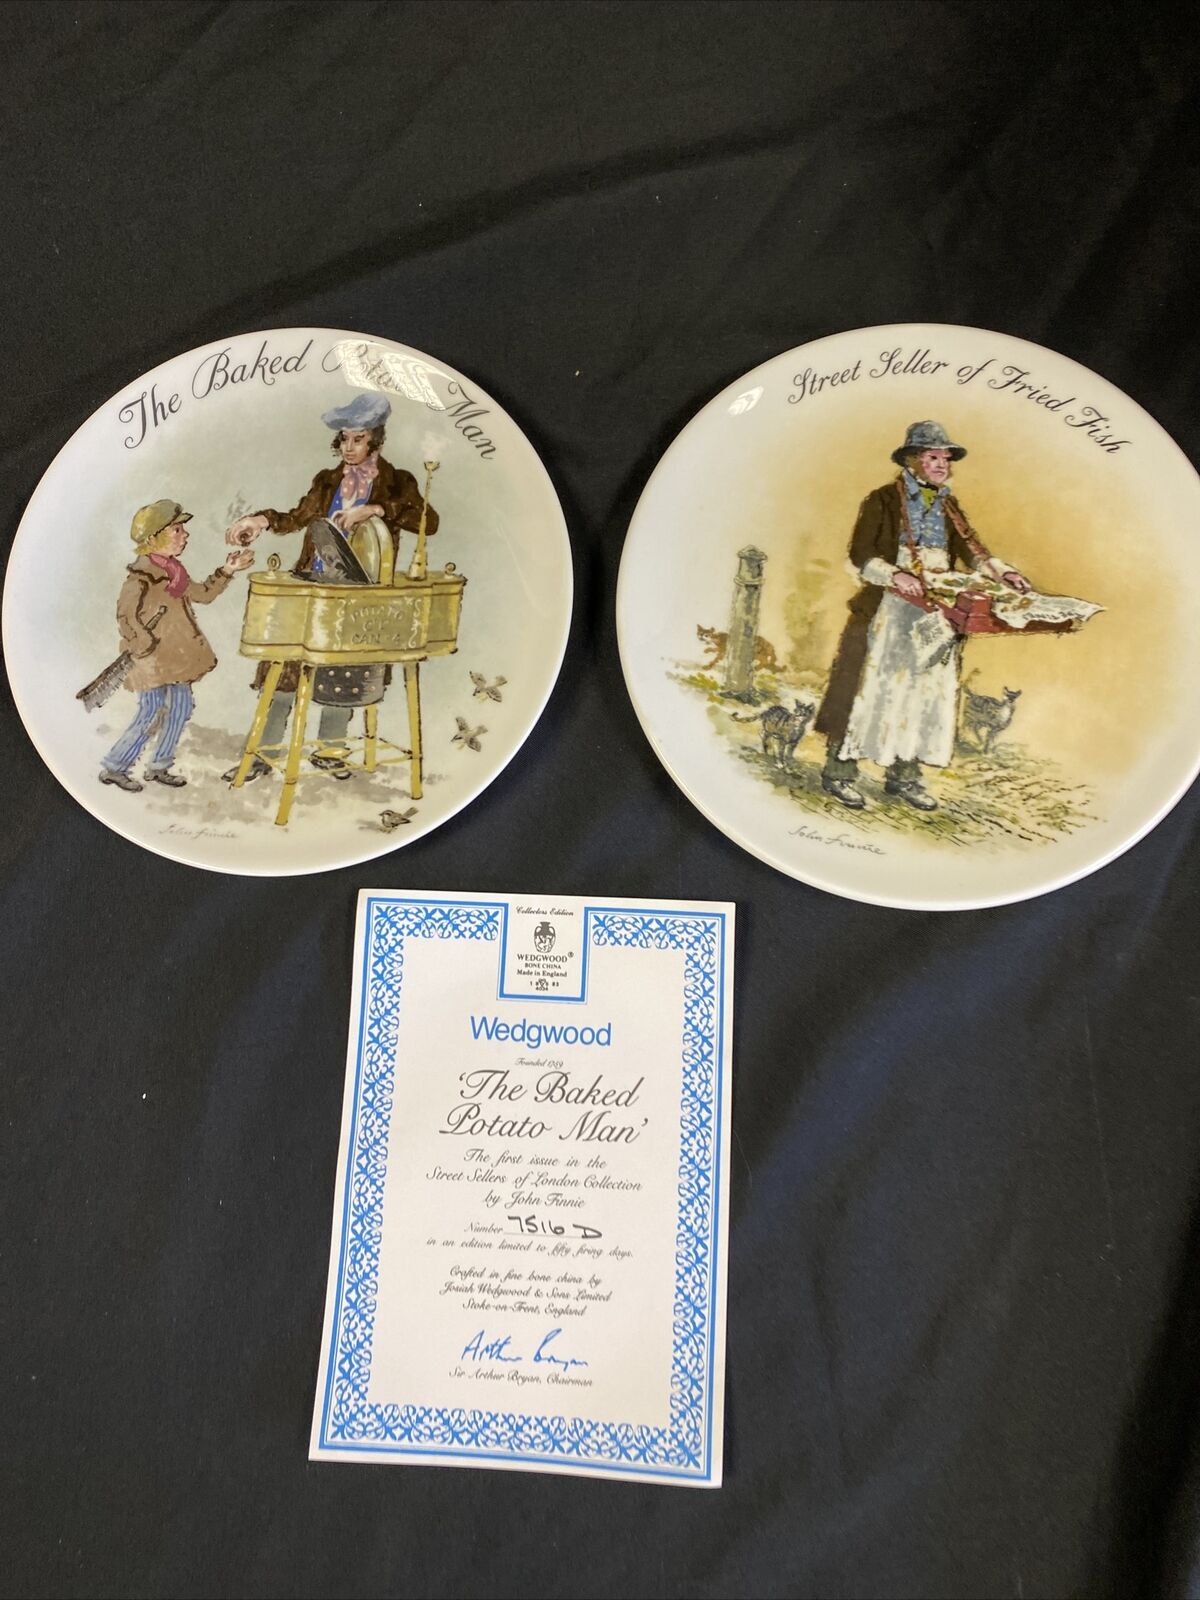 The Baked Potato Man
John Finnie
Street Seller of Fried Fish
John Finnie
Collectors Edition
WEDGWOOD®
BONE CHINA
Made in England
4034
Wedgwood
Founded 1759
'The Baked
Potato Man'
The first issue in the
Street Sellers of London Collection
by John Finnie
Number 7516 D
in an edition limited to fifty firing days.
Crafted in fine bone china by
Josiah Wedgwood & Sons Limited
Stoke-on-Trent, England
Arthur Bryan
Sir Arthur Bryan, Chairman